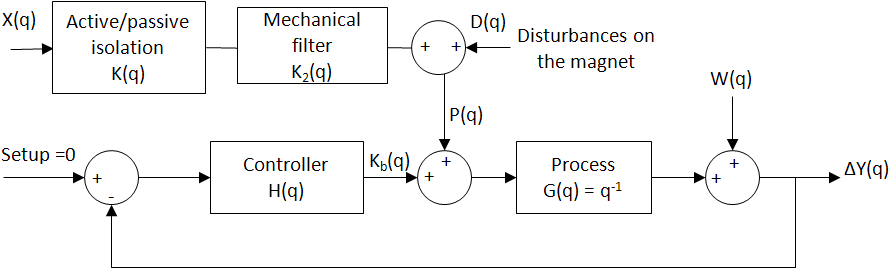 X(q)
Active/passive
isolation
K(q)
Mechanical
filter
K₂(q)
+ +
D(q)
Disturbances on
the magnet
W(q)
P(q)
Setup =0
+
-
Controller
H(q)
Kb(q)
+
+
Process
G(q) = q⁻¹
+
+
ΔY(q)